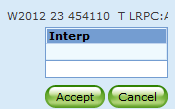 W2012 23 454110 T LRPC:A
Interp
Accept Cancel